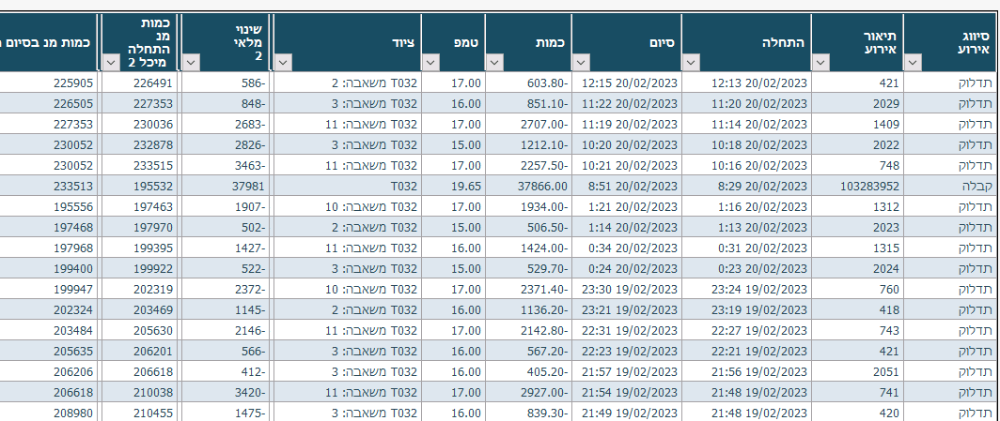 סיווג אירוע תיאור אירוע התחלה סיום כמות טמפ ציוד שינוי מלאי 2 כמות מנ התחלה מיכל 2 כמות מנ בסיום
תדלוק 421 20/02/2023 12:13 20/02/2023 12:15 603.80- 17.00 T032 משאבה: 2 586- 226491 225905
תדלוק 2029 20/02/2023 11:20 20/02/2023 11:22 851.10- 16.00 T032 משאבה: 3 848- 227353 226505
תדלוק 1409 20/02/2023 11:14 20/02/2023 11:19 2707.00- 17.00 T032 משאבה: 11 2683- 230036 227353
תדלוק 2022 20/02/2023 10:18 20/02/2023 10:20 1212.10- 15.00 T032 משאבה: 3 2826- 232878 230052
תדלוק 748 20/02/2023 10:16 20/02/2023 10:21 2257.50- 17.00 T032 משאבה: 11 3463- 233515 230052
קבלה 103283952 20/02/2023 8:29 20/02/2023 8:51 37866.00 19.65 T032 37981 195532 233513
תדלוק 1312 20/02/2023 1:16 20/02/2023 1:21 1934.00- 17.00 T032 משאבה: 10 1907- 197463 195556
תדלוק 2023 20/02/2023 1:13 20/02/2023 1:14 506.50- 15.00 T032 משאבה: 2 502- 197970 197468
תדלוק 1315 20/02/2023 0:31 20/02/2023 0:34 1424.00- 16.00 T032 משאבה: 11 1427- 199395 197968
תדלוק 2024 20/02/2023 0:23 20/02/2023 0:24 529.70- 15.00 T032 משאבה: 3 522- 199922 199400
תדלוק 760 19/02/2023 23:24 19/02/2023 23:30 2371.40- 17.00 T032 משאבה: 10 2372- 202319 199947
תדלוק 418 19/02/2023 23:19 19/02/2023 23:21 1136.20- 16.00 T032 משאבה: 2 1145- 203469 202324
תדלוק 743 19/02/2023 22:27 19/02/2023 22:31 2142.80- 17.00 T032 משאבה: 11 2146- 205630 203484
תדלוק 421 19/02/2023 22:21 19/02/2023 22:23 567.20- 16.00 T032 משאבה: 3 566- 206201 205635
תדלוק 2051 19/02/2023 21:56 19/02/2023 21:57 405.20- 16.00 T032 משאבה: 3 412- 206618 206206
תדלוק 741 19/02/2023 21:48 19/02/2023 21:54 2927.00- 17.00 T032 משאבה: 11 3420- 210038 206618
תדלוק 420 19/02/2023 21:48 19/02/2023 21:49 839.30- 16.00 T032 משאבה: 3 1475- 210455 208980